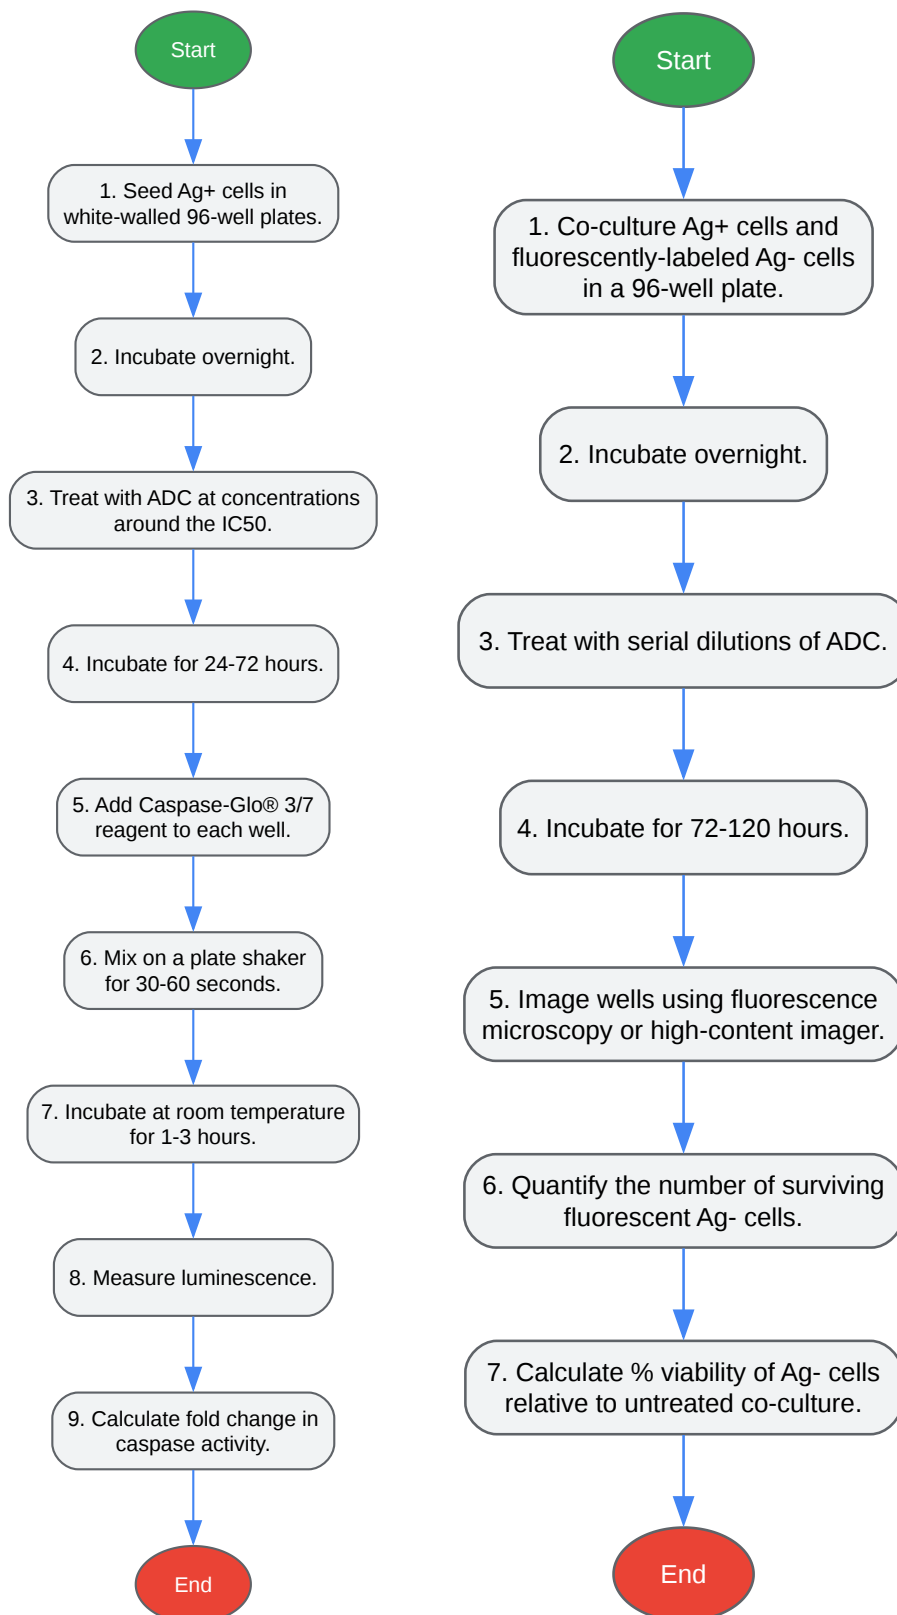 Start
1. Seed Ag+ cells in
white-walled 96-well plates.
2. Incubate overnight.
3. Treat with ADC at concentrations
around the IC50.
4. Incubate for 24-72 hours.
5. Add Caspase-Glo® 3/7
reagent to each well.
6. Mix on a plate shaker
for 30-60 seconds.
7. Incubate at room temperature
for 1-3 hours.
8. Measure luminescence.
9. Calculate fold change in
caspase activity.
End
Start
1. Co-culture Ag+ cells and
fluorescently-labeled Ag- cells
in a 96-well plate.
2. Incubate overnight.
3. Treat with serial dilutions of ADC.
4. Incubate for 72-120 hours.
5. Image wells using fluorescence
microscopy or high-content imager.
6. Quantify the number of surviving
fluorescent Ag- cells.
7. Calculate % viability of Ag- cells
relative to untreated co-culture.
End